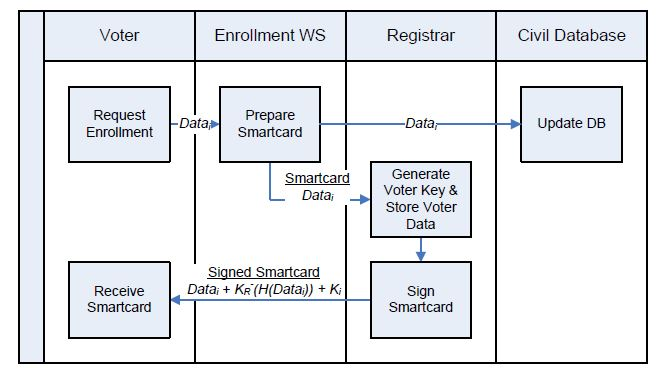 Voter
Enrollment WS
Registrar
Civil Database
Request
Enrollment
Dataᵢ
Prepare
Smartcard
Dataᵢ
Update DB
Smartcard
Dataᵢ
Generate
Voter Key &
Store Voter
Data
Signed Smartcard
Dataᵢ + K_R⁻(H(Dataᵢ)) + Kᵢ
Receive
Smartcard
Sign
Smartcard